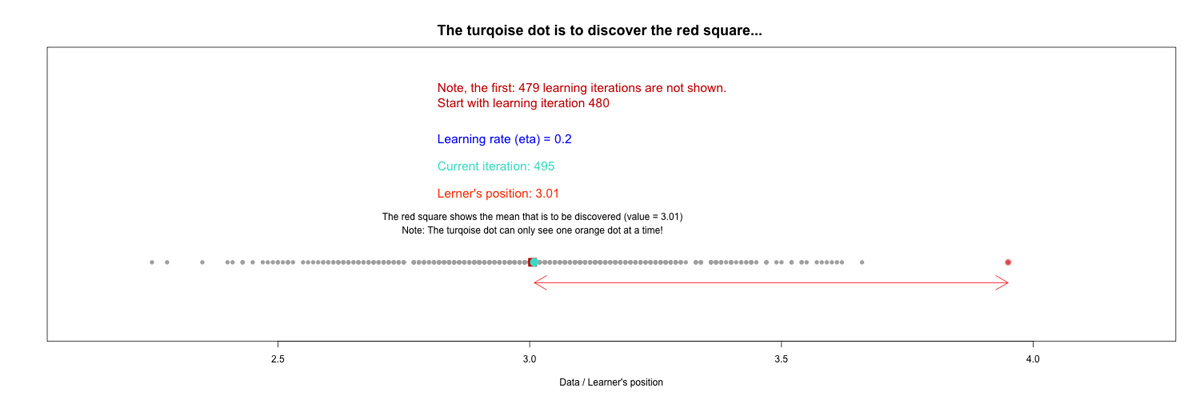 The turqoise dot is to discover the red square...
Note, the first: 479 learning iterations are not shown.
Start with learning iteration 480
Learning rate (eta) = 0.2
Current iteration: 495
Lerner's position: 3.01
The red square shows the mean that is to be discovered (value = 3.01)
Note: The turqoise dot can only see one orange dot at a time!
2.5 3.0 3.5 4.0
Data / Learner's position